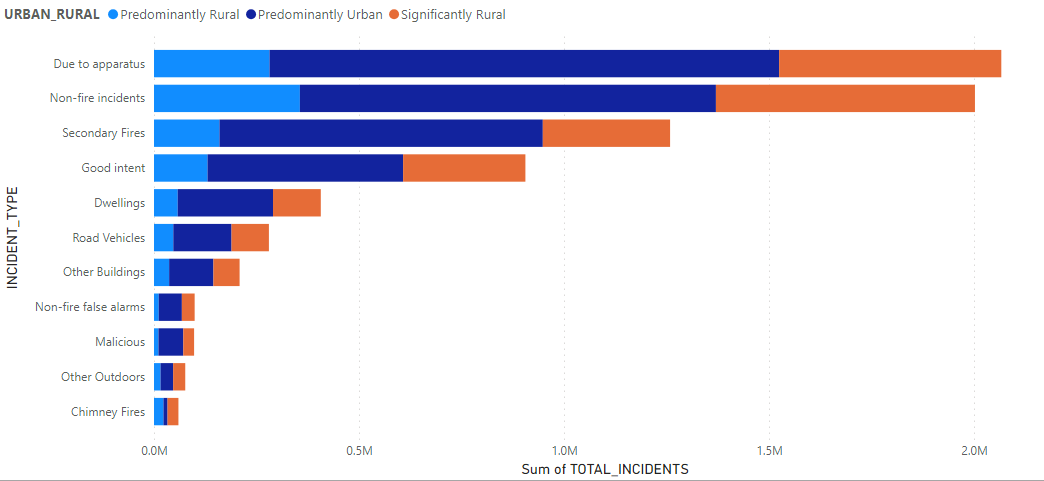 URBAN_RURAL Predominantly Rural Predominantly Urban Significantly Rural
Due to apparatus
Non-fire incidents
Secondary Fires
Good intent
Dwellings
Road Vehicles
Other Buildings
Non-fire false alarms
Malicious
Other Outdoors
Chimney Fires
INCIDENT_TYPE
0.0M 0.5M 1.0M 1.5M 2.0M
Sum of TOTAL_INCIDENTS